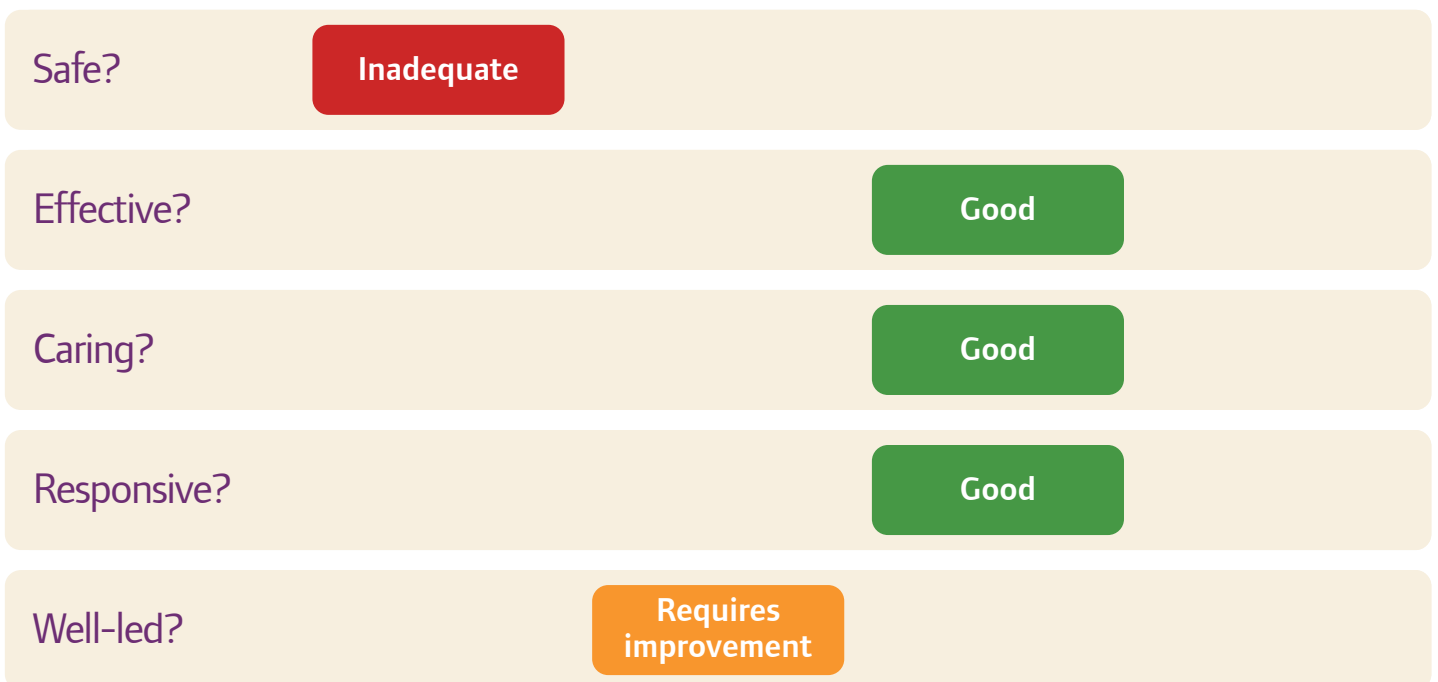 Safe?
Inadequate
Effective?
Good
Caring?
Good
Responsive?
Good
Well-led?
Requires
improvement